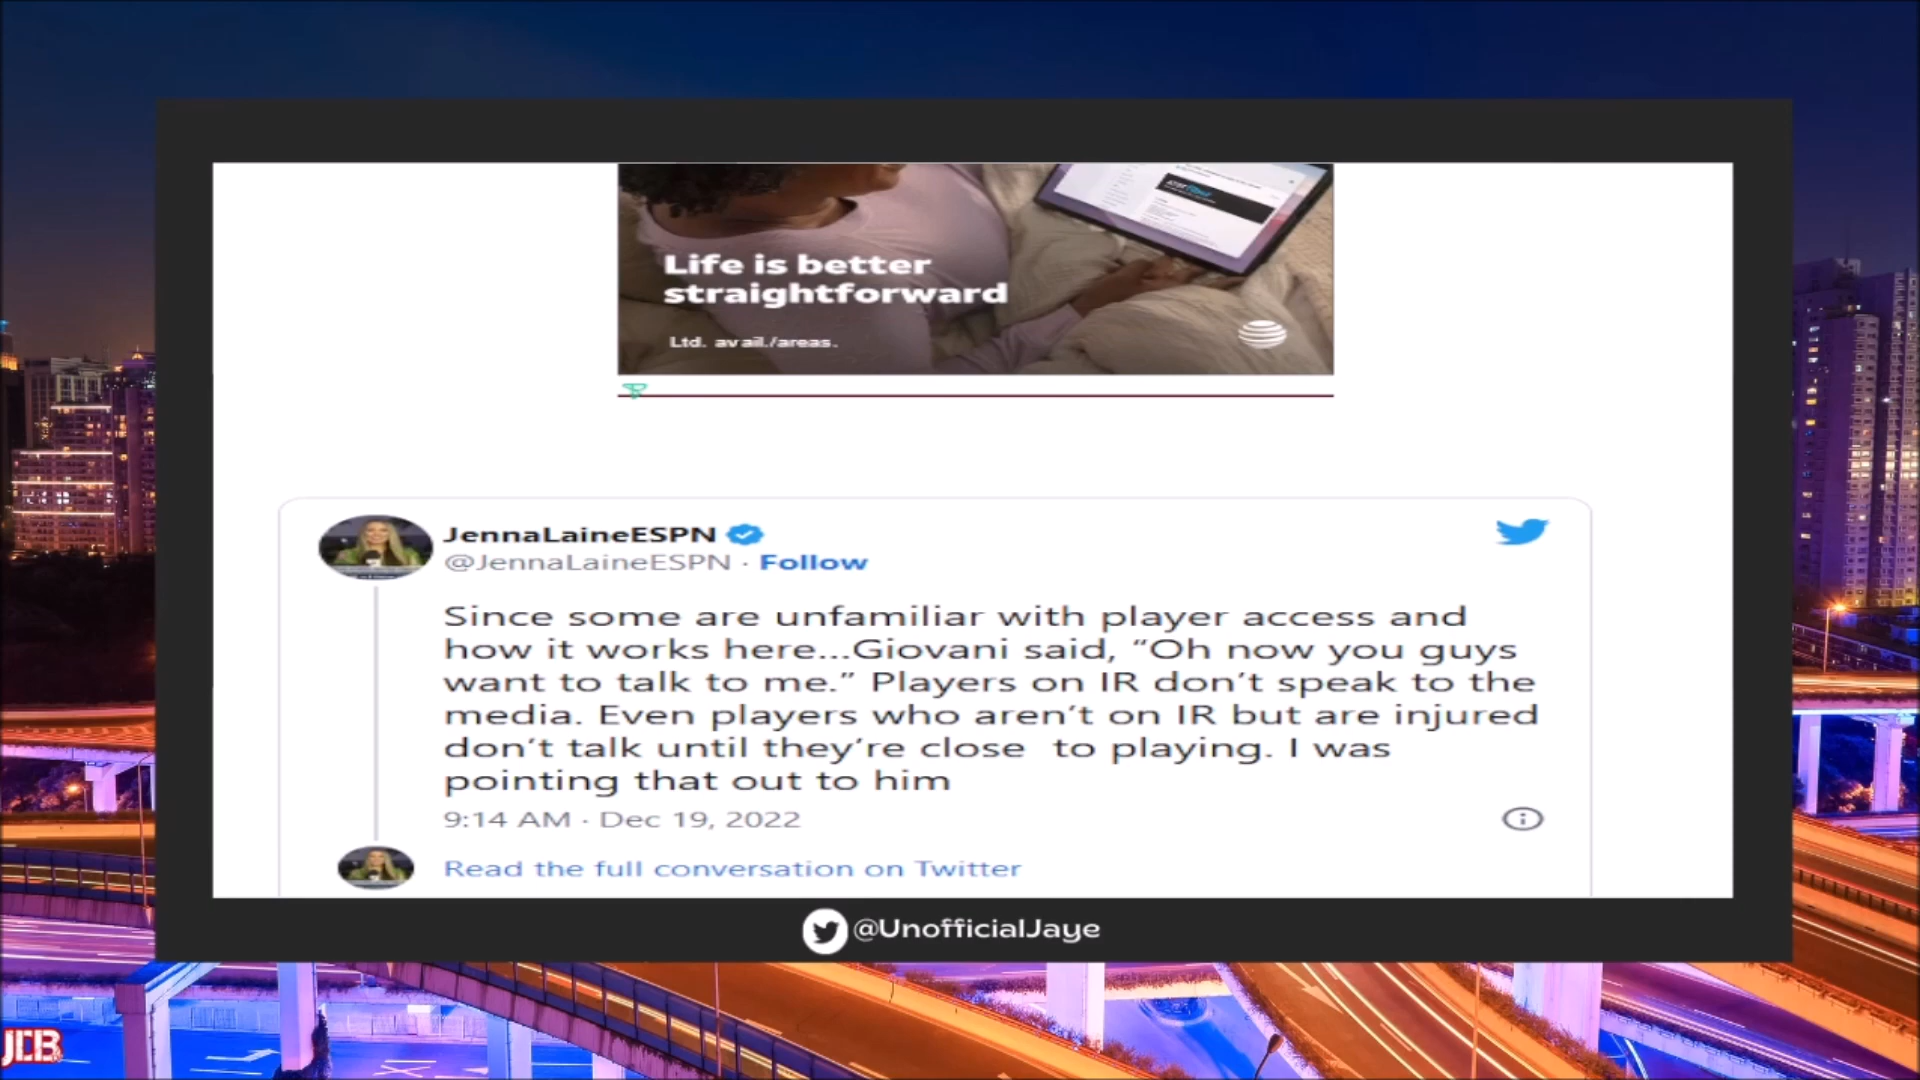 Life is better
straightforward
Ltd. avail./areas.
JennaLaineESPN
@JennaLaineESPN · Follow
Since some are unfamiliar with player access and
how it works here...Giovani said, “Oh now you guys
want to talk to me.” Players on IR don’t speak to the
media. Even players who aren’t on IR but are injured
don’t talk until they’re close  to playing. I was
pointing that out to him
9:14 AM · Dec 19, 2022
Read the full conversation on Twitter
@UnofficialJaye
JCB